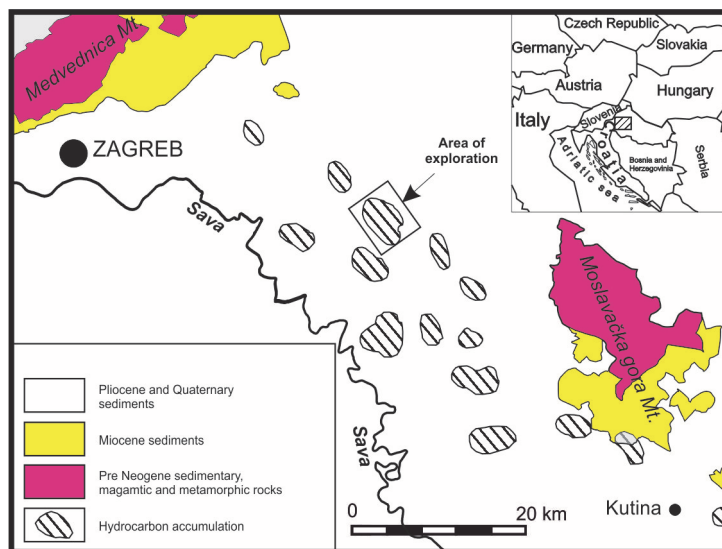 Medvednica Mt.
ZAGREB
Sava
Area of
exploration
Czech Republic
Germany
Slovakia
Austria
Hungary
Italy
Slovenia
Croatia
Bosnia and
Herzegovinia
Serbia
Adriatic sea
Moslavačka gora Mt.
Sava
Kutina
0 20 km
Pliocene and Quaternary
sediments
Miocene sediments
Pre Neogene sedimentary,
magamtic and metamorphic rocks
Hydrocarbon accumulation